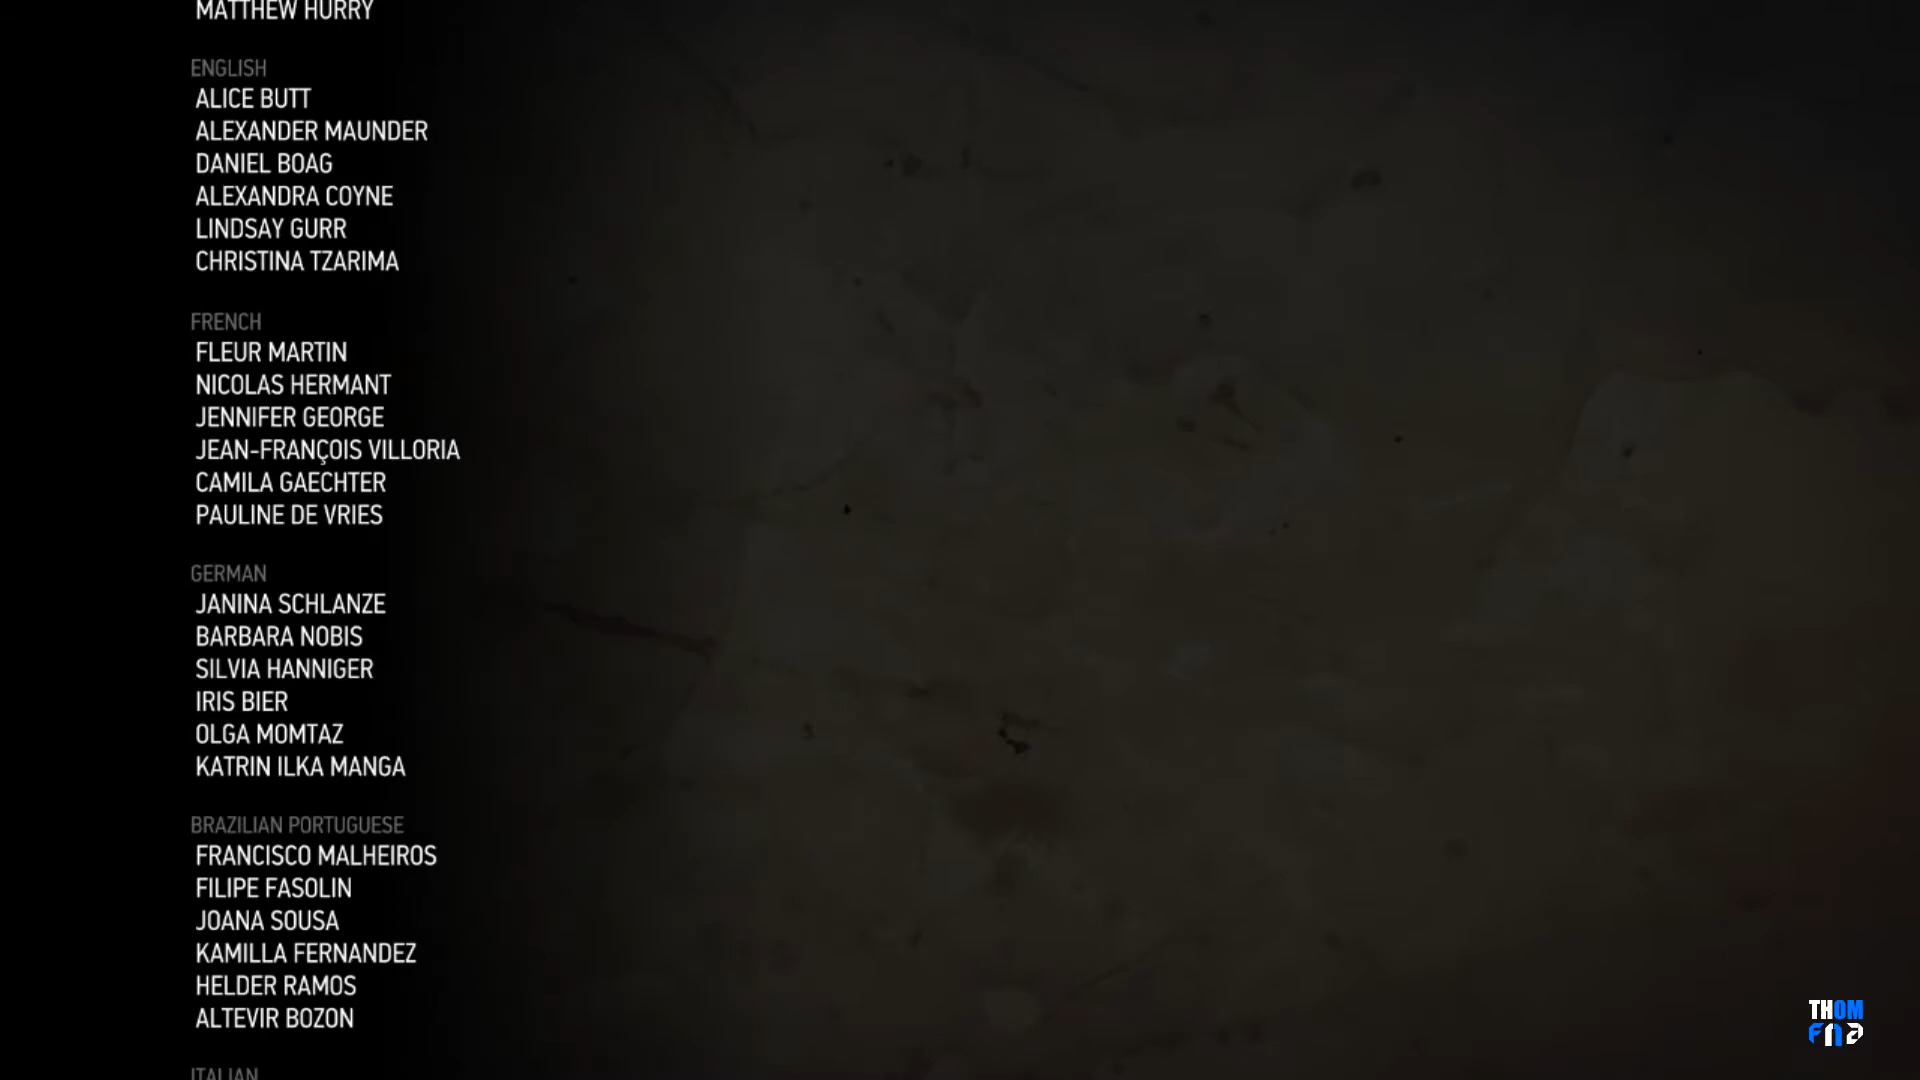 MATTHEW HURRY
ENGLISH
ALICE BUTT
ALEXANDER MAUNDER
DANIEL BOAG
ALEXANDRA COYNE
LINDSAY GURR
CHRISTINA TZARIMA
FRENCH
FLEUR MARTIN
NICOLAS HERMANT
JENNIFER GEORGE
JEAN-FRANÇOIS VILLORIA
CAMILA GAECHTER
PAULINE DE VRIES
GERMAN
JANINA SCHLANZE
BARBARA NOBIS
SILVIA HANNIGER
IRIS BIER
OLGA MOMTAZ
KATRIN ILKA MANGA
BRAZILIAN PORTUGUESE
FRANCISCO MALHEIROS
FILIPE FASOLIN
JOANA SOUSA
KAMILLA FERNANDEZ
HELDER RAMOS
ALTEVIR BOZON
ITALIAN
THOM
FNA